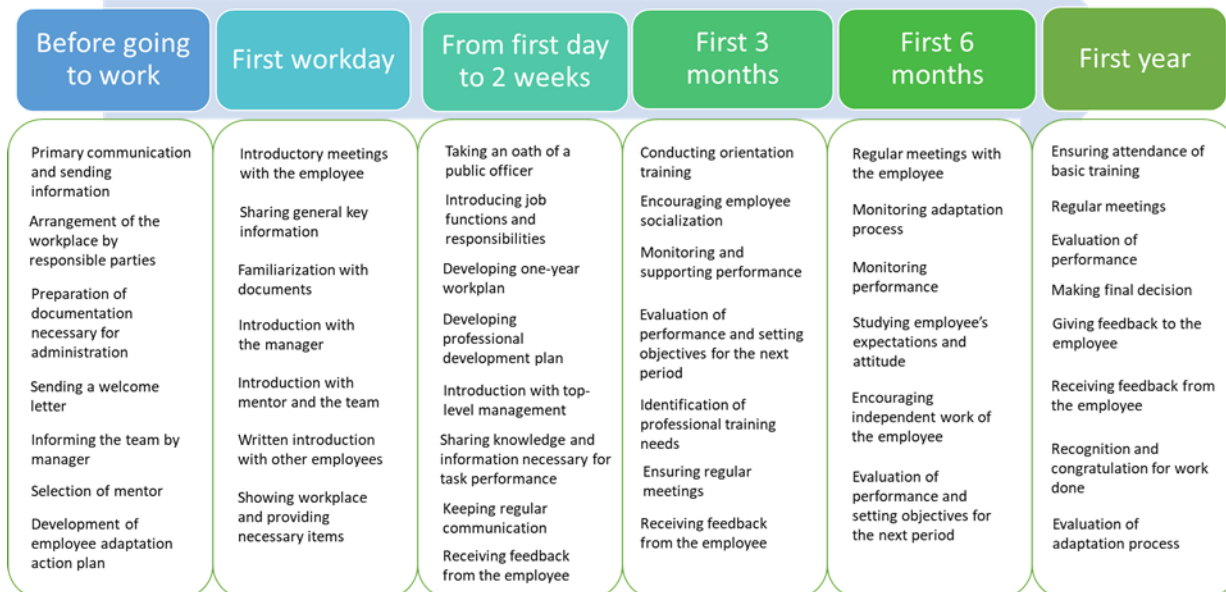 Before going
to work
First workday
From first day
to 2 weeks
First 3
months
First 6
months
First year
Primary communication
and sending
information
Arrangement of the
workplace by
responsible parties
Preparation of
documentation
necessary for
administration
Sending a welcome
letter
Informing the team by
manager
Selection of mentor
Development of
employee adaptation
action plan
Introductory meetings
with the employee
Sharing general key
information
Familiarization with
documents
Introduction with
the manager
Introduction with
mentor and the team
Written introduction
with other employees
Showing workplace
and providing
necessary items
Taking an oath of a
public officer
Introducing job
functions and
responsibilities
Developing one-year
workplan
Developing
professional
development plan
Introduction with top-
level management
Sharing knowledge and
information necessary for
task performance
Keeping regular
communication
Receiving feedback
from the employee
Conducting orientation
training
Encouraging employee
socialization
Monitoring and
supporting performance
Evaluation of
performance and setting
objectives for the next
period
Identification of
professional training
needs
Ensuring regular
meetings
Receiving feedback
from the employee
Regular meetings with
the employee
Monitoring adaptation
process
Monitoring
performance
Studying employee's
expectations and
attitude
Encouraging
independent work of
the employee
Evaluation of
performance and
setting objectives for
the next period
Ensuring attendance of
basic training
Regular meetings
Evaluation of
performance
Making final decision
Giving feedback to the
employee
Receiving feedback from
the employee
Recognition and
congratulation for work
done
Evaluation of
adaptation process